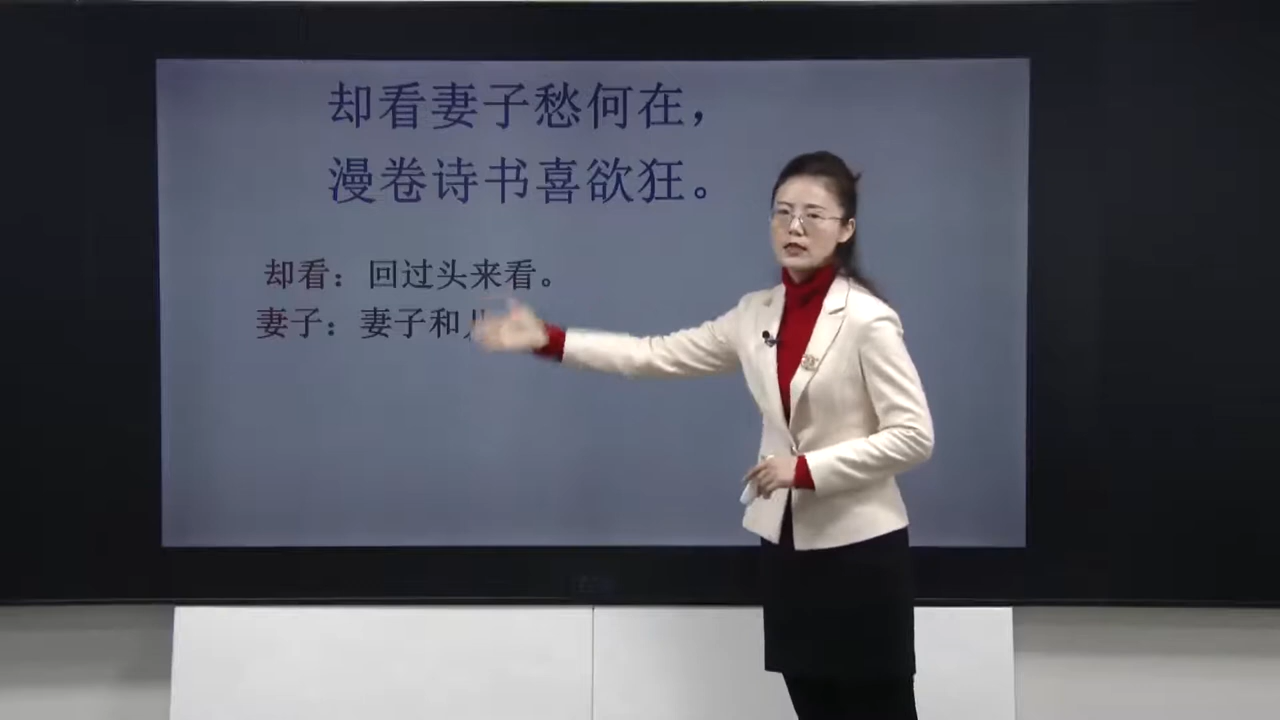 却看妻子愁何在，
漫卷诗书喜欲狂。
却看：回过头来看。
妻子：妻子和